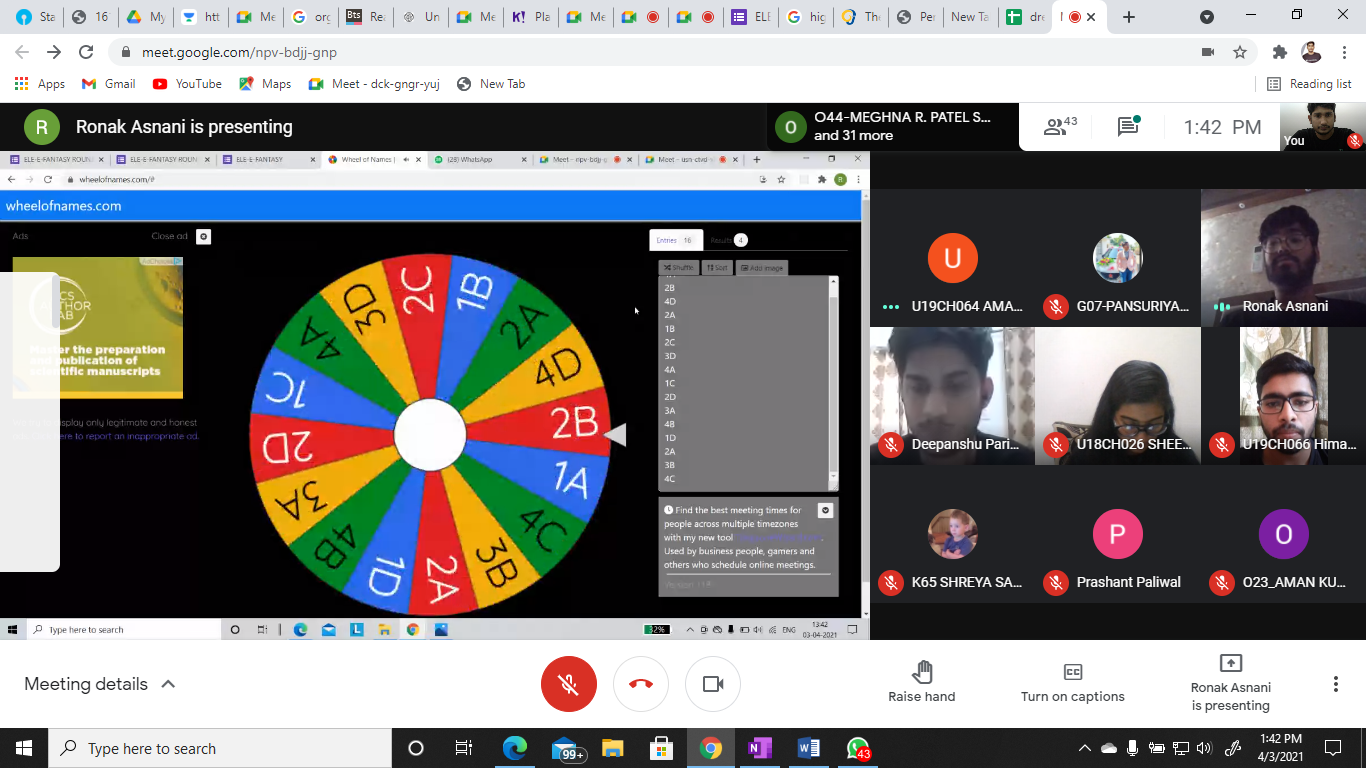 Sta
16
My
htt
Me
org
Rea
Un
Me
Pla
Me
ELE
hig
The
Per
New Ta
dre
meet.google.com/npv-bdjj-gnp
Apps
Gmail
YouTube
Maps
Meet - dck-gngr-yuj
New Tab
Reading list
R
Ronak Asnani is presenting
O
O44-MEGHNA R. PATEL S...
and 31 more
43
1:42 PM
You
ELE-E-FANTASY ROUN
ELE-E-FANTASY ROUN
ELE-E-FANTASY
Wheel of Names |
(28) WhatsApp
Meet – npv-bdjj-g
Meet – usn-ctvd-
wheelofnames.com/#
R
wheelofnames.com
Ads
Close ad
AdChoices
CS
AUTHOR
LAB
Master the preparation
and publication of
scientific manuscripts
display only legitimate and honest
here to report an inappropriate ad.
2C
1B
2A
4D
2B
1A
4C
3B
2A
1D
4B
3A
2D
1C
4A
3D
Entries 16
Results 4
Shuffle
Sort
Add image
2B
4D
2A
1B
2C
3D
4A
1C
2D
3A
4B
1D
2A
3B
4C
Find the best meeting times for
people across multiple timezones
with my new tool
Used by business people, gamers and
others who schedule online meetings.
Type here to search
L
32%
ENG
13:42
03-04-2021
U
U19CH064 AMA...
G07-PANSURIYA...
Ronak Asnani
Deepanshu Pari...
U18CH026 SHEE...
U19CH066 Hima...
K65 SHREYA SA...
P
Prashant Paliwal
O
O23_AMAN KU...
Meeting details
Raise hand
Turn on captions
Ronak Asnani
is presenting
Type here to search
99+
43
1:42 PM
4/3/2021